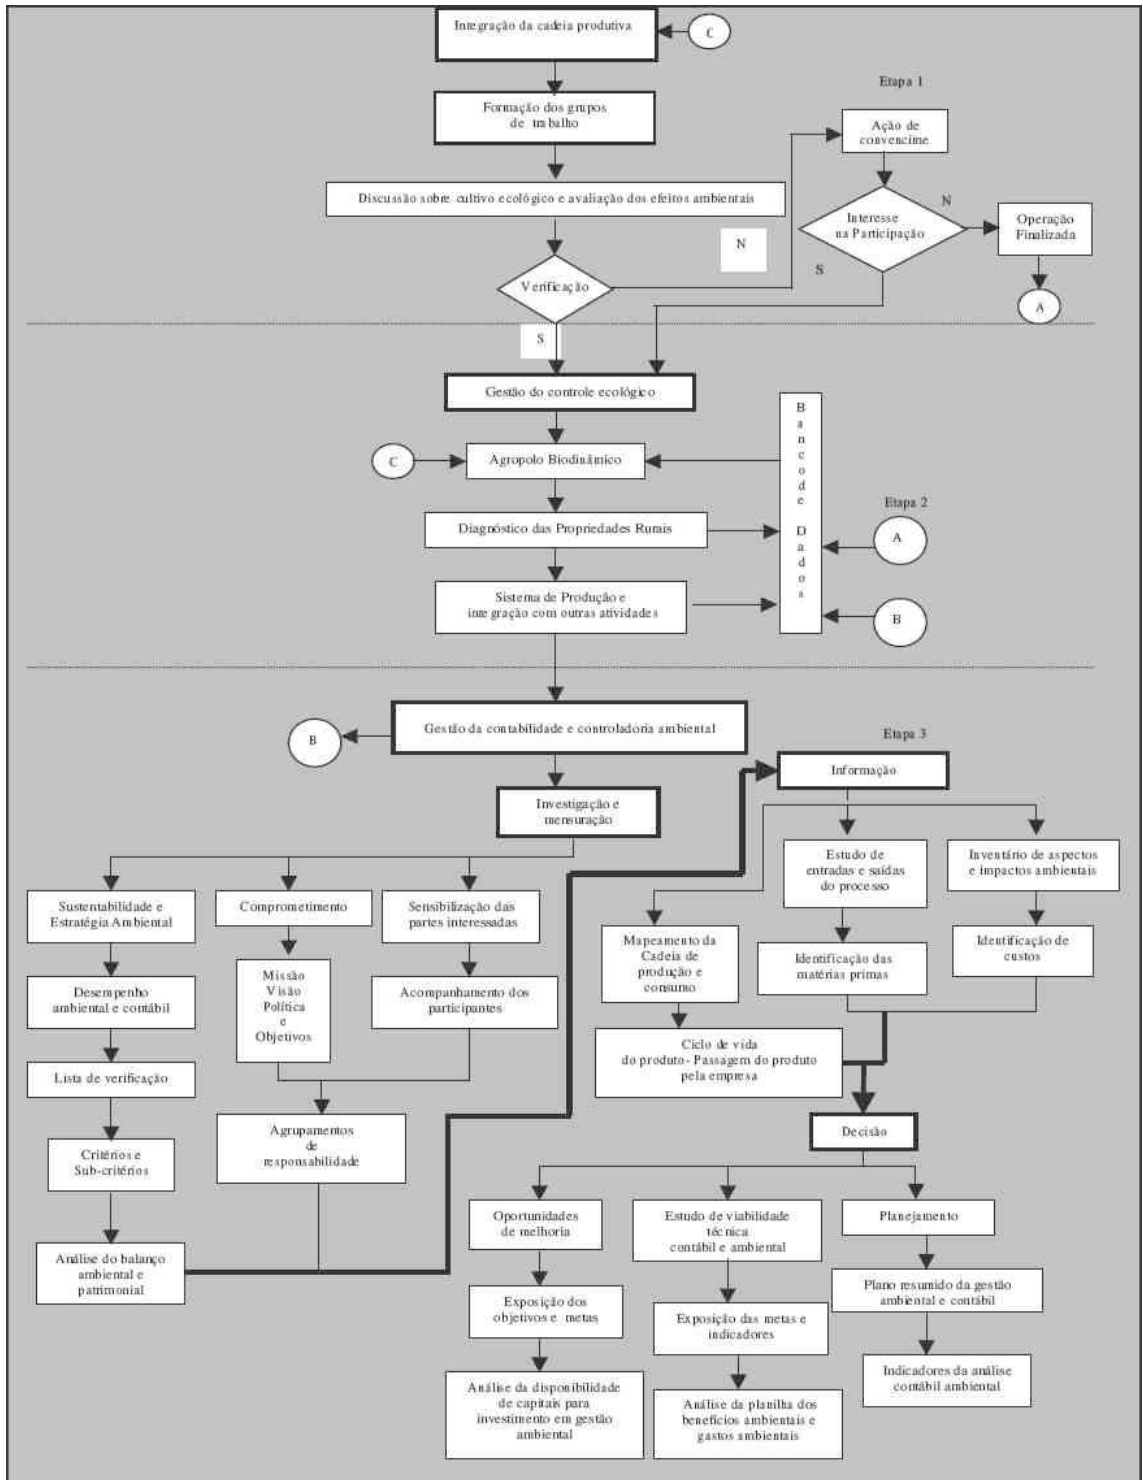 Integração da cadeia produtiva
C
Etapa 1
Formação dos grupos
de trabalho
Ação de
convencime
Discussão sobre cultivo ecológico e avaliação dos efeitos ambientais
Interesse
na Participação
N
Operação
Finalizada
N
S
Verificação
A
S
Gestão do controle ecológico
C
Agropolo Biodinâmico
Banco de Dados
Etapa 2
Diagnóstico das Propriedades Rurais
A
Sistema de Produção e
integração com outras atividades
B
Gestão da contabilidade e controladoria ambiental
B
Etapa 3
Informação
Investigação e
mensuração
Estudo de
entradas e saídas
do processo
Inventário de aspectos
e impactos ambientais
Sustentabilidade e
Estratégia Ambiental
Comprometimento
Sensibilização das
partes interessadas
Mapeamento da
Cadeia de
produção e
consumo
Identificação das
matérias primas
Identificação de
custos
Desempenho
ambiental e contábil
Missão
Visão
Política
e
Objetivos
Acompanhamento dos
participantes
Ciclo de vida
do produto- Passagem do produto
pela empresa
Lista de verificação
Agrupamentos
de
responsabilidade
Decisão
Critérios e
Sub-critérios
Oportunidades
de melhoria
Estudo de viabilidade
técnica
contábil e ambiental
Planejamento
Análise do balanço
ambiental e
patrimonial
Exposição dos
objetivos e metas
Exposição das metas e
indicadores
Plano resumido da gestão
ambiental e contábil
Análise da disponibilidade
de capitais para
investimento em gestão
ambiental
Análise da planilha dos
benefícios ambientais e
gastos ambientais
Indicadores da análise
contábil ambiental